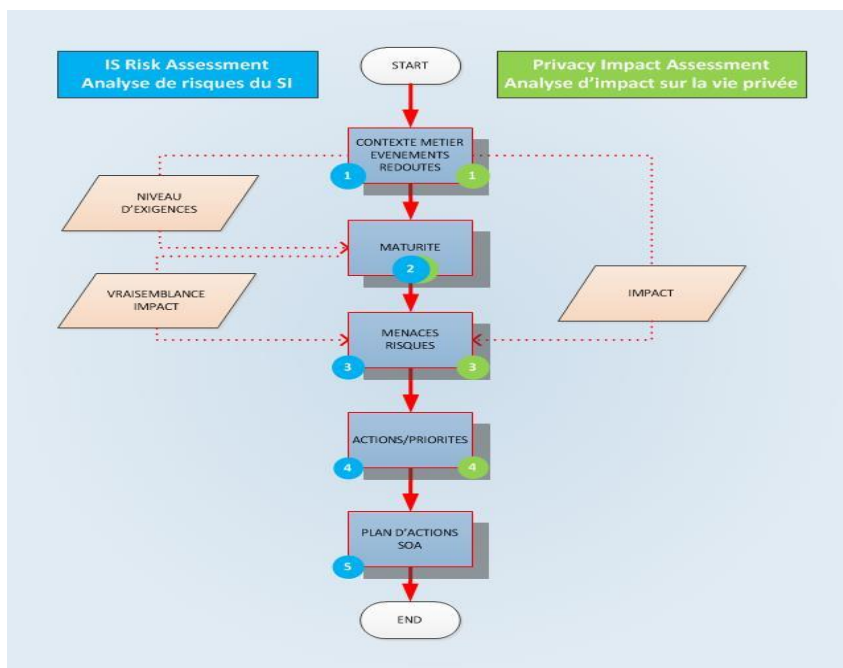 IS Risk Assessment
Analyse de risques du SI
START
Privacy Impact Assessment
Analyse d'impact sur la vie privée
CONTEXTE METIER
EVENEMENTS
REDOUTES
1
1
NIVEAU
D'EXIGENCES
MATURITE
2
VRAISEMBLANCE
IMPACT
IMPACT
MENACES
RISQUES
3
3
ACTIONS/PRIORITES
4
4
PLAN D'ACTIONS
SOA
5
END